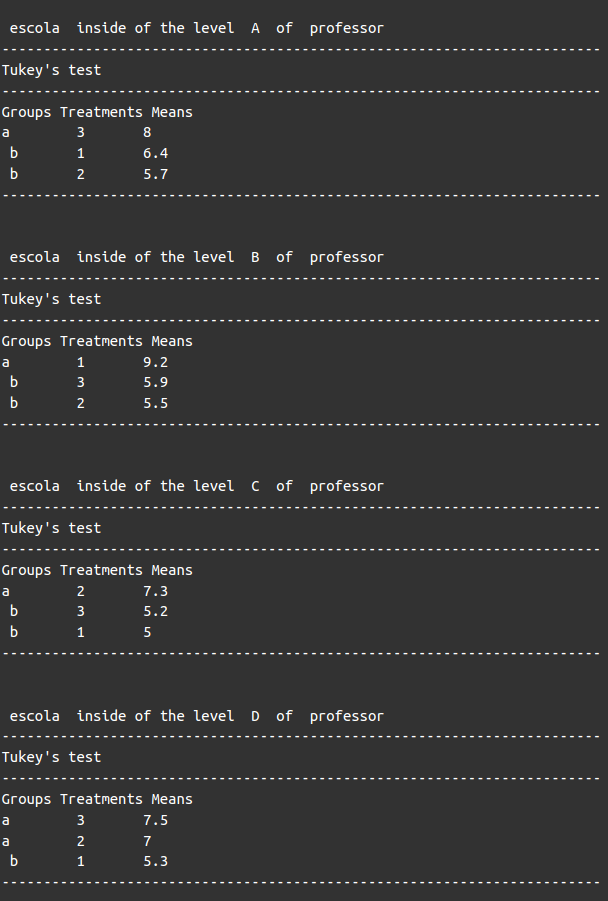 escola  inside of the level  A  of  professor
------------------------------------------------------------------------
Tukey's test
------------------------------------------------------------------------
Groups Treatments Means
a        3       8
 b       1       6.4
 b       2       5.7
------------------------------------------------------------------------
escola  inside of the level  B  of  professor
------------------------------------------------------------------------
Tukey's test
------------------------------------------------------------------------
Groups Treatments Means
a        1       9.2
 b       3       5.9
 b       2       5.5
------------------------------------------------------------------------
escola  inside of the level  C  of  professor
------------------------------------------------------------------------
Tukey's test
------------------------------------------------------------------------
Groups Treatments Means
a        2       7.3
 b       3       5.2
 b       1       5
------------------------------------------------------------------------
escola  inside of the level  D  of  professor
------------------------------------------------------------------------
Tukey's test
------------------------------------------------------------------------
Groups Treatments Means
a        3       7.5
a        2       7
 b       1       5.3
------------------------------------------------------------------------